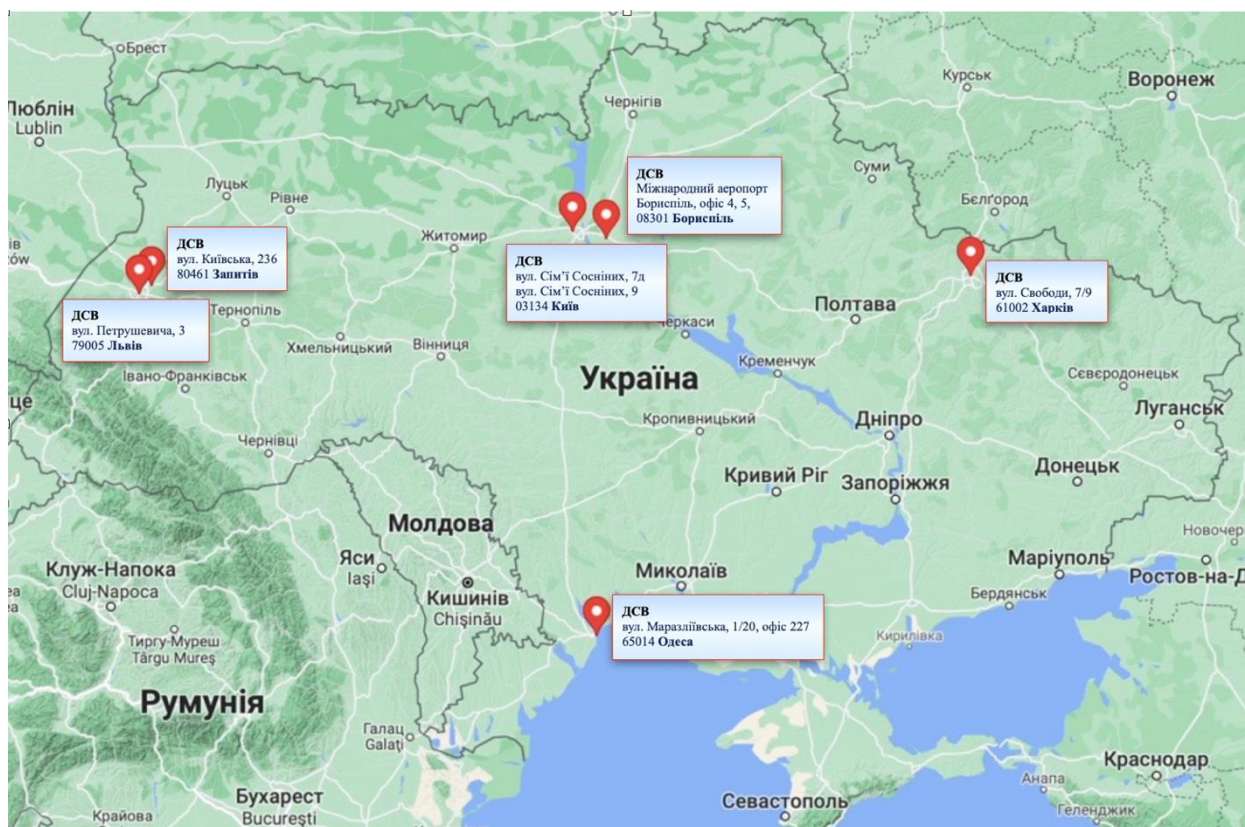 Брест
Люблін
Lublin
Чернігів
Курськ
Воронеж
Суми
Бєлґород
Луцьк
Рівне
Житомир
ДСВ
Міжнародний аеропорт
Бориспіль, офіс 4, 5,
08301 Бориспіль
ДСВ
вул. Київська, 236
80461 Запитів
ДСВ
вул. Сім’ї Сосніних, 7д
вул. Сім’ї Сосніних, 9
03134 Київ
ДСВ
вул. Свободи, 7/9
61002 Харків
ДСВ
вул. Петрушевича, 3
79005 Львів
Тернопіль
Хмельницький
Вінниця
Черкаси
Полтава
Кременчук
Україна
Івано-Франківськ
Сєвєродонецьк
Луганськ
Кропивницький
Дніпро
Чернівці
Кривий Ріг
Запоріжжя
Донецьк
Молдова
Яси
Iași
Клуж-Напока
Cluj-Napoca
Кишинів
Chișinău
Миколаїв
Маріуполь
Новочер
Ростов-на-Д
Бердянськ
Кирилівка
ДСВ
вул. Маразліївська, 1/20, офіс 227
65014 Одеса
Тиргу-Муреш
Târgu Mureș
Румунія
Галац
Galați
Бухарест
București
Крайова
Севастополь
Краснодар
Анапа
Геленджик